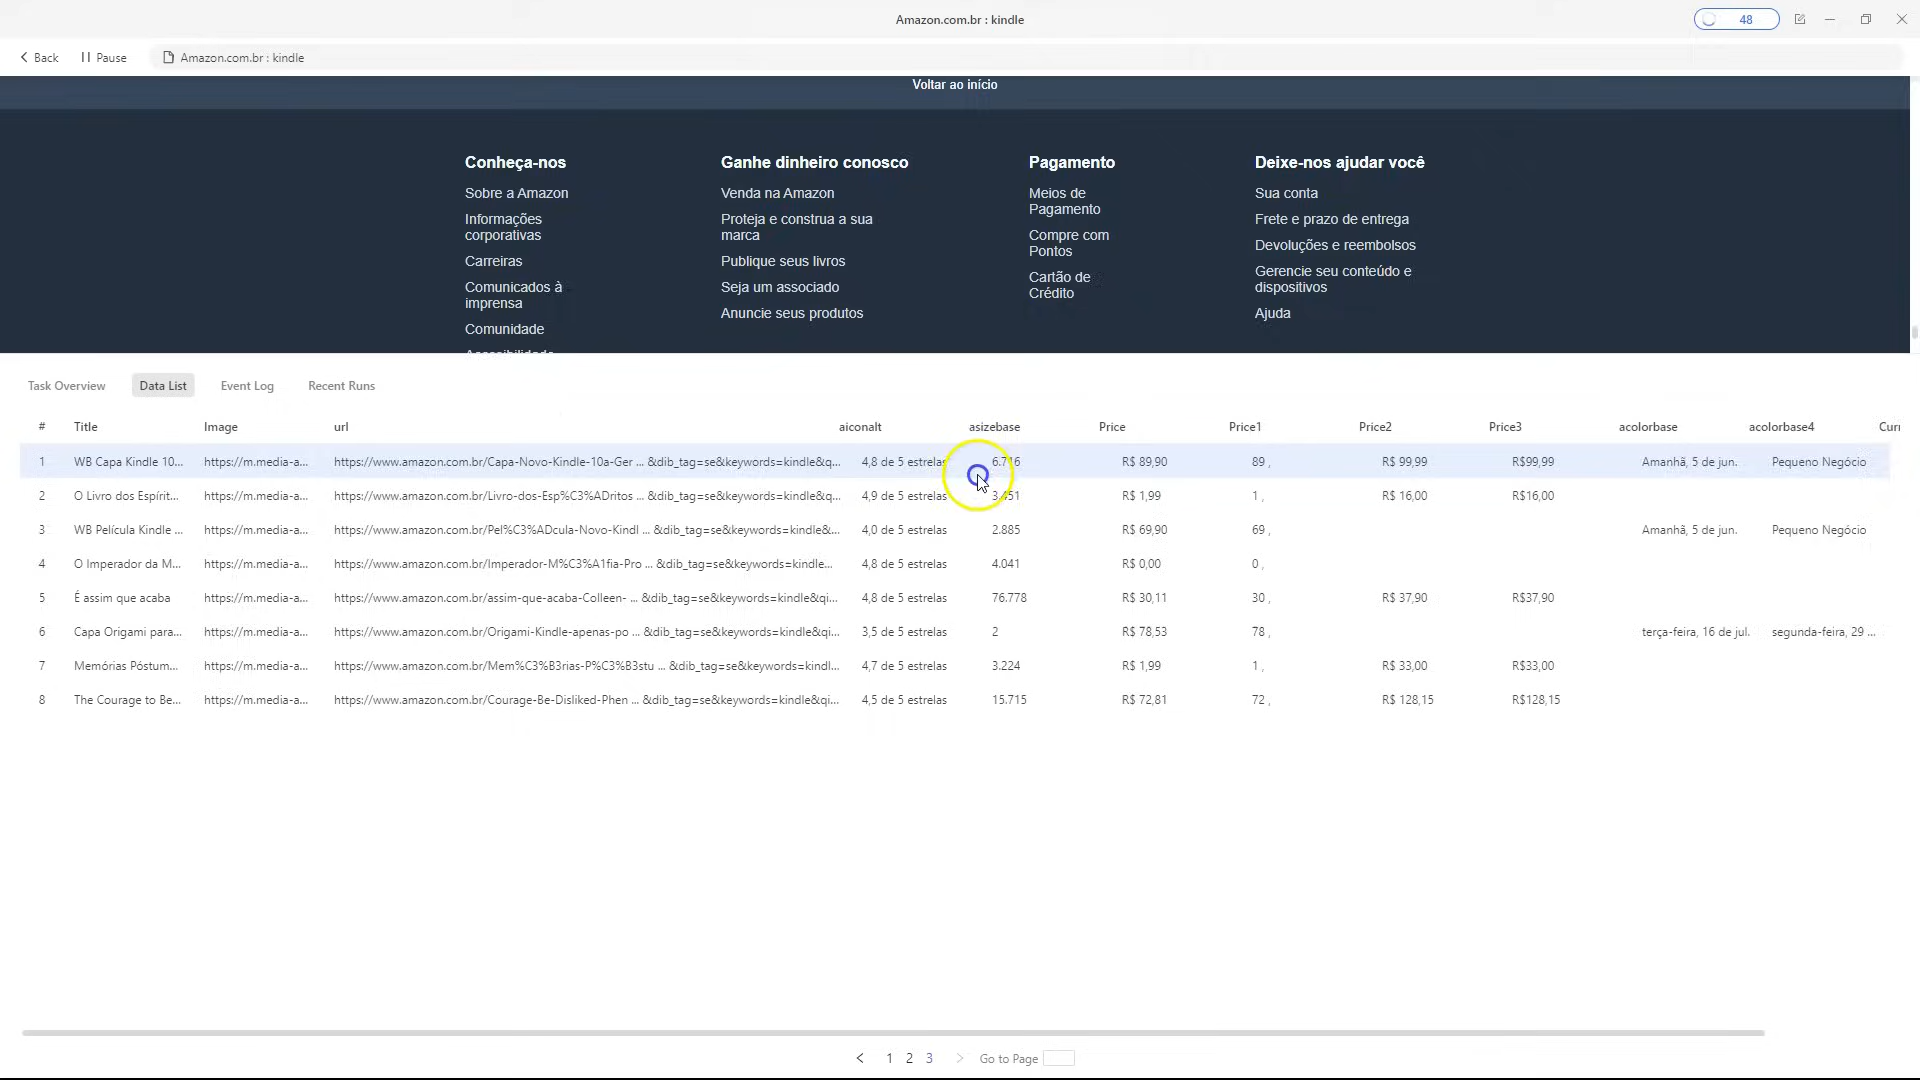 Amazon.com.br : kindle
48
Back
Pause
Amazon.com.br : kindle
Voltar ao início
Conheça-nos
Sobre a Amazon
Informações
corporativas
Carreiras
Comunicados à
imprensa
Comunidade
Acessibilidade
Ganhe dinheiro conosco
Venda na Amazon
Proteja e construa a sua
marca
Publique seus livros
Seja um associado
Anuncie seus produtos
Pagamento
Meios de
Pagamento
Compre com
Pontos
Cartão de
Crédito
Deixe-nos ajudar você
Sua conta
Frete e prazo de entrega
Devoluções e reembolsos
Gerencie seu conteúdo e
dispositivos
Ajuda
Task Overview Data List Event Log Recent Runs
# Title Image url aiconalt asizebase Price Price1 Price2 Price3 acolorbase acolorbase4 Curr
1 WB Capa Kindle 10... https://m.media-a... https://www.amazon.com.br/Capa-Novo-Kindle-10a-Ger ... &dib_tag=se&keywords=kindle&q... 4,8 de 5 estrelas 6.716 R$ 89,90 89 , R$ 99,99 R$99,99 Amanhã, 5 de jun. Pequeno Negócio
2 O Livro dos Espírit... https://m.media-a... https://www.amazon.com.br/Livro-dos-Esp%C3%ADritos ... &dib_tag=se&keywords=kindle&q... 4,9 de 5 estrelas 3.451 R$ 1,99 1 , R$ 16,00 R$16,00
3 WB Película Kindle ... https://m.media-a... https://www.amazon.com.br/Pel%C3%ADcula-Novo-Kindl ... &dib_tag=se&keywords=kindle&... 4,0 de 5 estrelas 2.885 R$ 69,90 69 , Amanhã, 5 de jun. Pequeno Negócio
4 O Imperador da M... https://m.media-a... https://www.amazon.com.br/Imperador-M%C3%A1fia-Pro ... &dib_tag=se&keywords=kindle... 4,8 de 5 estrelas 4.041 R$ 0,00 0 ,
5 É assim que acaba https://m.media-a... https://www.amazon.com.br/assim-que-acaba-Colleen- ... &dib_tag=se&keywords=kindle&qi... 4,8 de 5 estrelas 76.778 R$ 30,11 30 , R$ 37,90 R$37,90
6 Capa Origami para... https://m.media-a... https://www.amazon.com.br/Origami-Kindle-apenas-po ... &dib_tag=se&keywords=kindle&qi... 3,5 de 5 estrelas 2 R$ 78,53 78 , terça-feira, 16 de jul. segunda-feira, 29 ...
7 Memórias Póstum... https://m.media-a... https://www.amazon.com.br/Mem%C3%B3rias-P%C3%B3stu ... &dib_tag=se&keywords=kindl... 4,7 de 5 estrelas 3.224 R$ 1,99 1 , R$ 33,00 R$33,00
8 The Courage to Be... https://m.media-a... https://www.amazon.com.br/Courage-Be-Disliked-Phen ... &dib_tag=se&keywords=kindle&qi... 4,5 de 5 estrelas 15.715 R$ 72,81 72 , R$ 128,15 R$128,15
< 1 2 3 > Go to Page